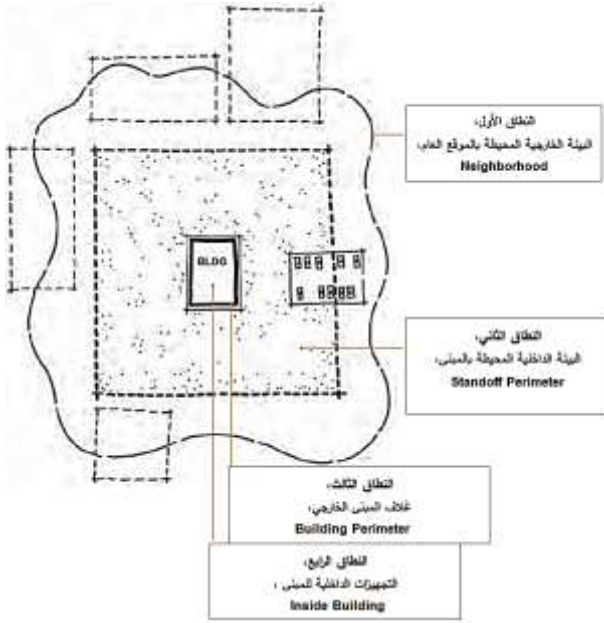 النطاق الأول،
البيئة الخارجية المحيطة بالموقع العام،
Neighborhood
BLDG
النطاق الثاني،
البيئة الداخلية المحيطة بالمبنى،
Standoff Perimeter
النطاق الثالث،
غلاف المبنى الخارجي،
Building Perimeter
النطاق الرابع،
التجهيزات الداخلية للمبنى ،
Inside Building